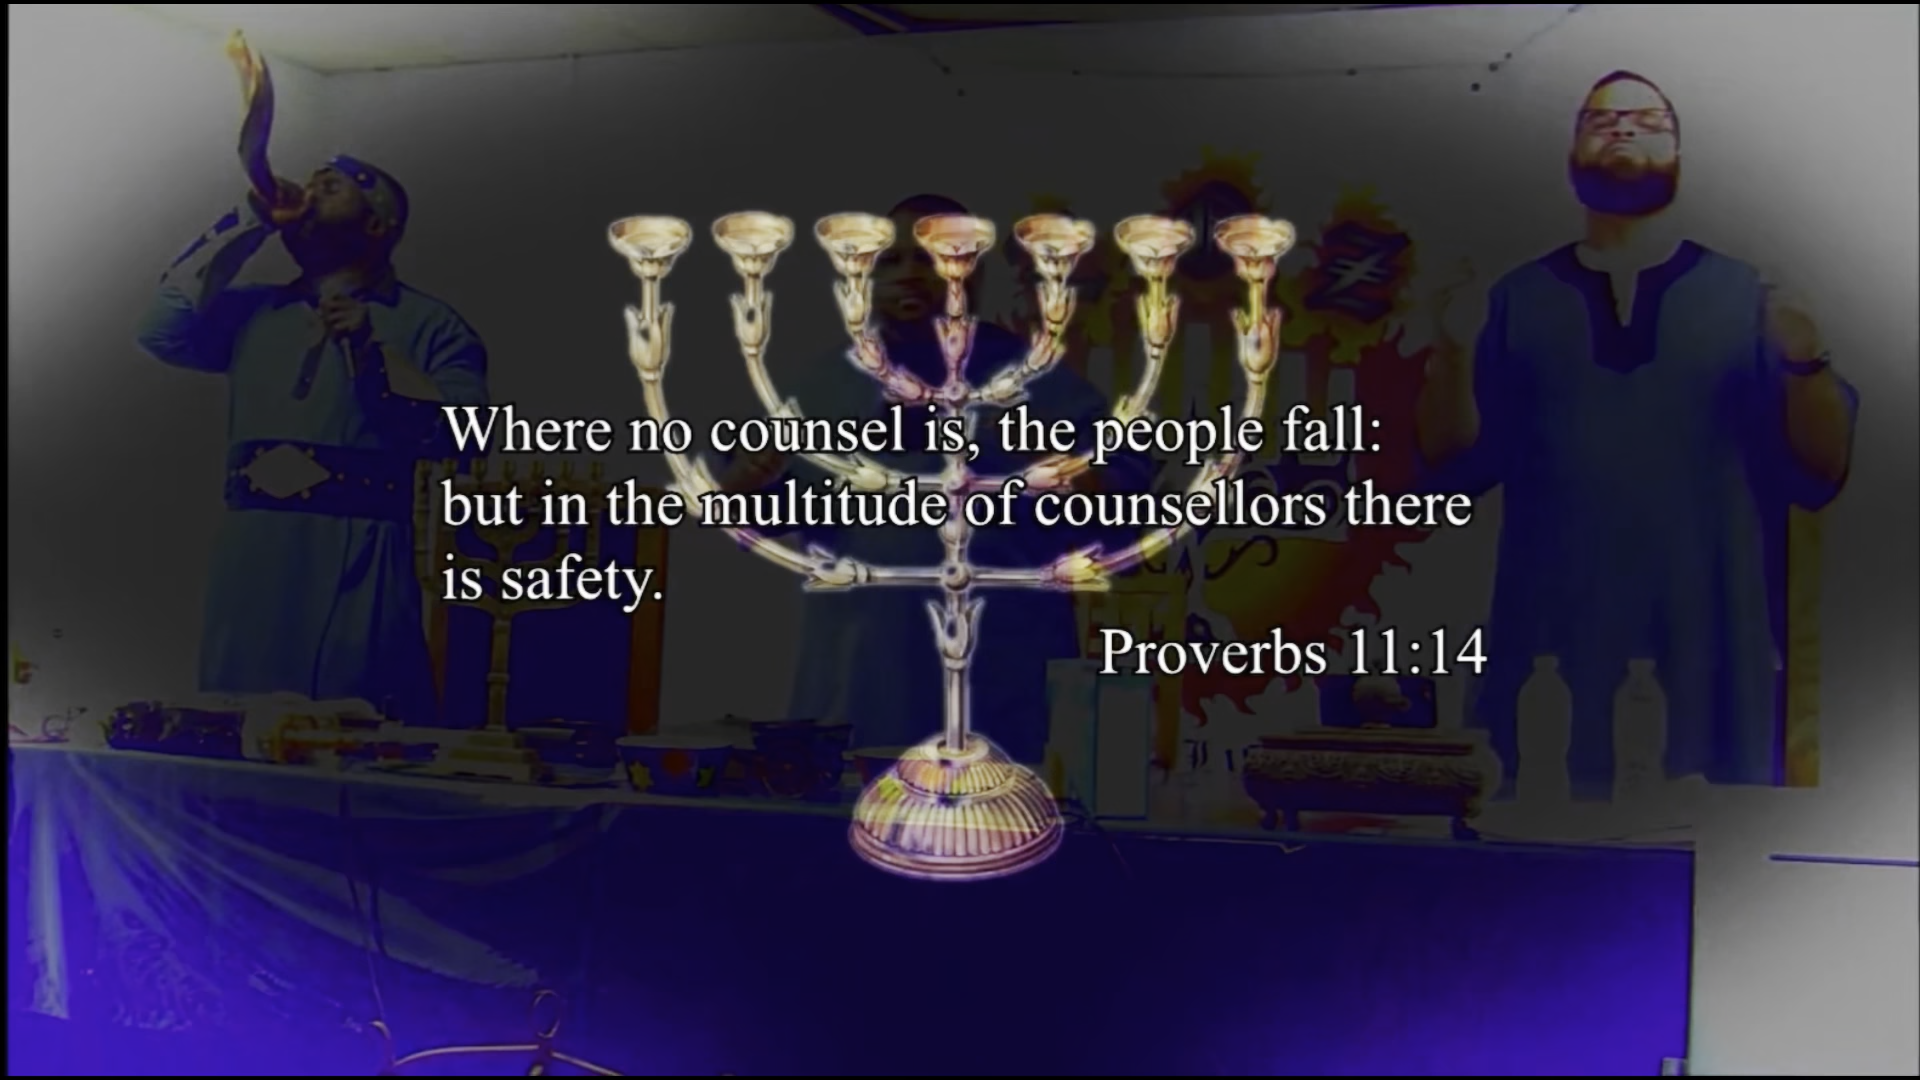 Where no counsel is, the people fall:
but in the multitude of counsellors there
is safety.
Proverbs 11:14